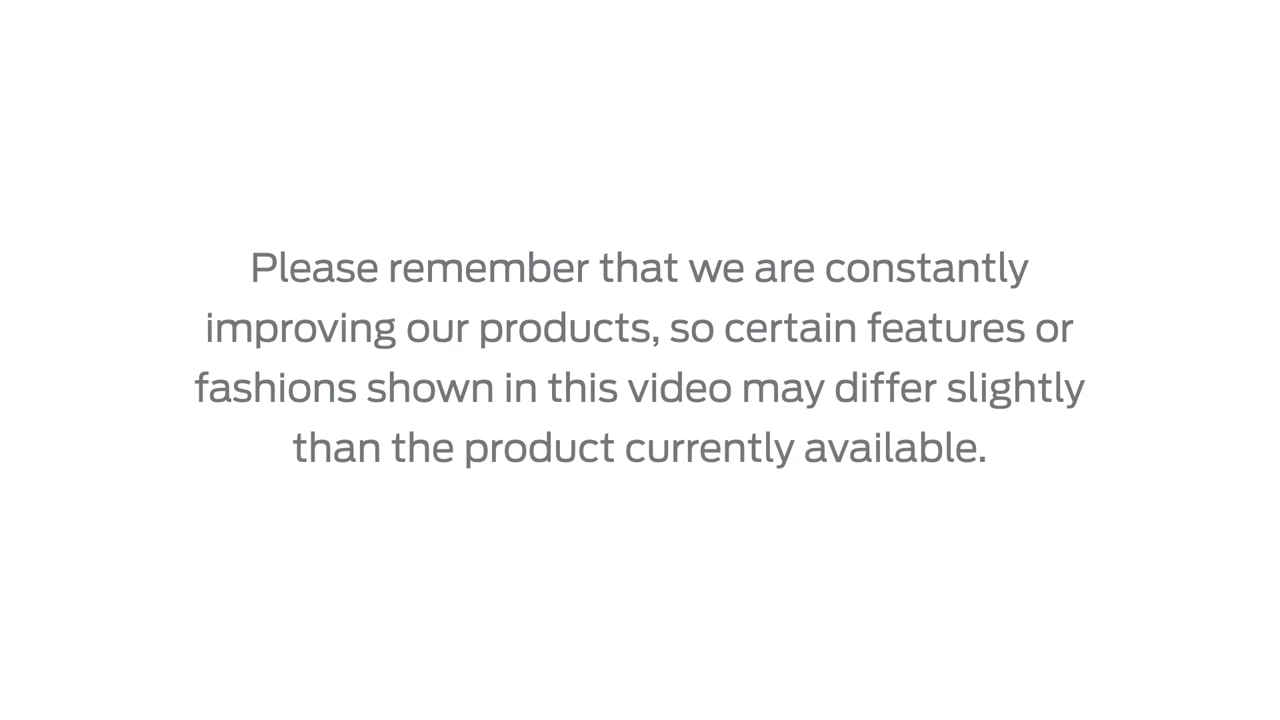 Please remember that we are constantly
improving our products, so certain features or
fashions shown in this video may differ slightly
than the product currently available.